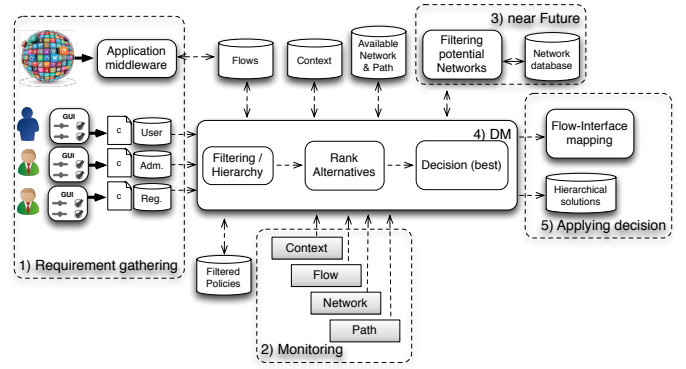 3) near Future
Application
middleware
Flows
Context
Available
Network
& Path
Filtering
potential
Networks
Network
database
GUI
c
User
GUI
c
Adm.
GUI
c
Reg.
4) DM
Filtering /
Hierarchy
Rank
Alternatives
Decision (best)
Flow-Interface
mapping
Hierarchical
solutions
5) Applying decision
1) Requirement gathering
Filtered
Policies
Context
Flow
Network
Path
2) Monitoring